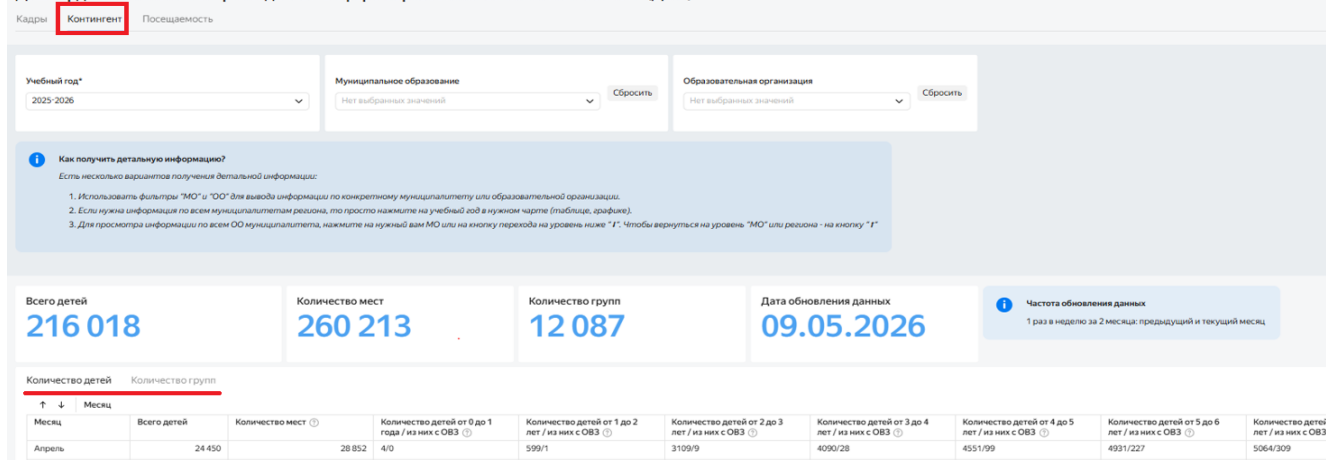 Кадры Контингент Посещаемость
Учебный год* Муниципальное образование Образовательная организация
2025-2026 Нет выбранных значений Сбросить Нет выбранных значений Сбросить
Как получить детальную информацию?
Есть несколько вариантов получения детальной информации:
1. Использовать фильтры "МО" и "ОО" для вывода информации по конкретному муниципалитету или образовательной организации.
2. Если нужна информация по всем муниципалитетам региона, то просто нажмите на учебный год в нужном чарте (таблице, графике).
3. Для просмотра информации по всем ОО муниципалитета, нажмите на нужный вам МО или на кнопку перехода на уровень ниже "↓". Чтобы вернуться на уровень "МО" или региона - на кнопку "↑"
Всего детей Количество мест Количество групп Дата обновления данных Частота обновления данных
216 018 260 213 12 087 09.05.2026 1 раз в неделю за 2 месяца: предыдущий и текущий месяц
Количество детей Количество групп
↑ ↓ Месяц
Месяц Всего детей Количество мест Количество детей от 0 до 1 Количество детей от 1 до 2 Количество детей от 2 до 3 Количество детей от 3 до 4 Количество детей от 4 до 5 Количество детей от 5 до 6 Количество детей
года / из них с ОВЗ лет / из них с ОВЗ лет / из них с ОВЗ лет / из них с ОВЗ лет / из них с ОВЗ лет / из них с ОВЗ лет / из них с ОВЗ
Апрель 24 450 28 852 4/0 599/1 3109/9 4090/28 4551/99 4931/227 5064/309